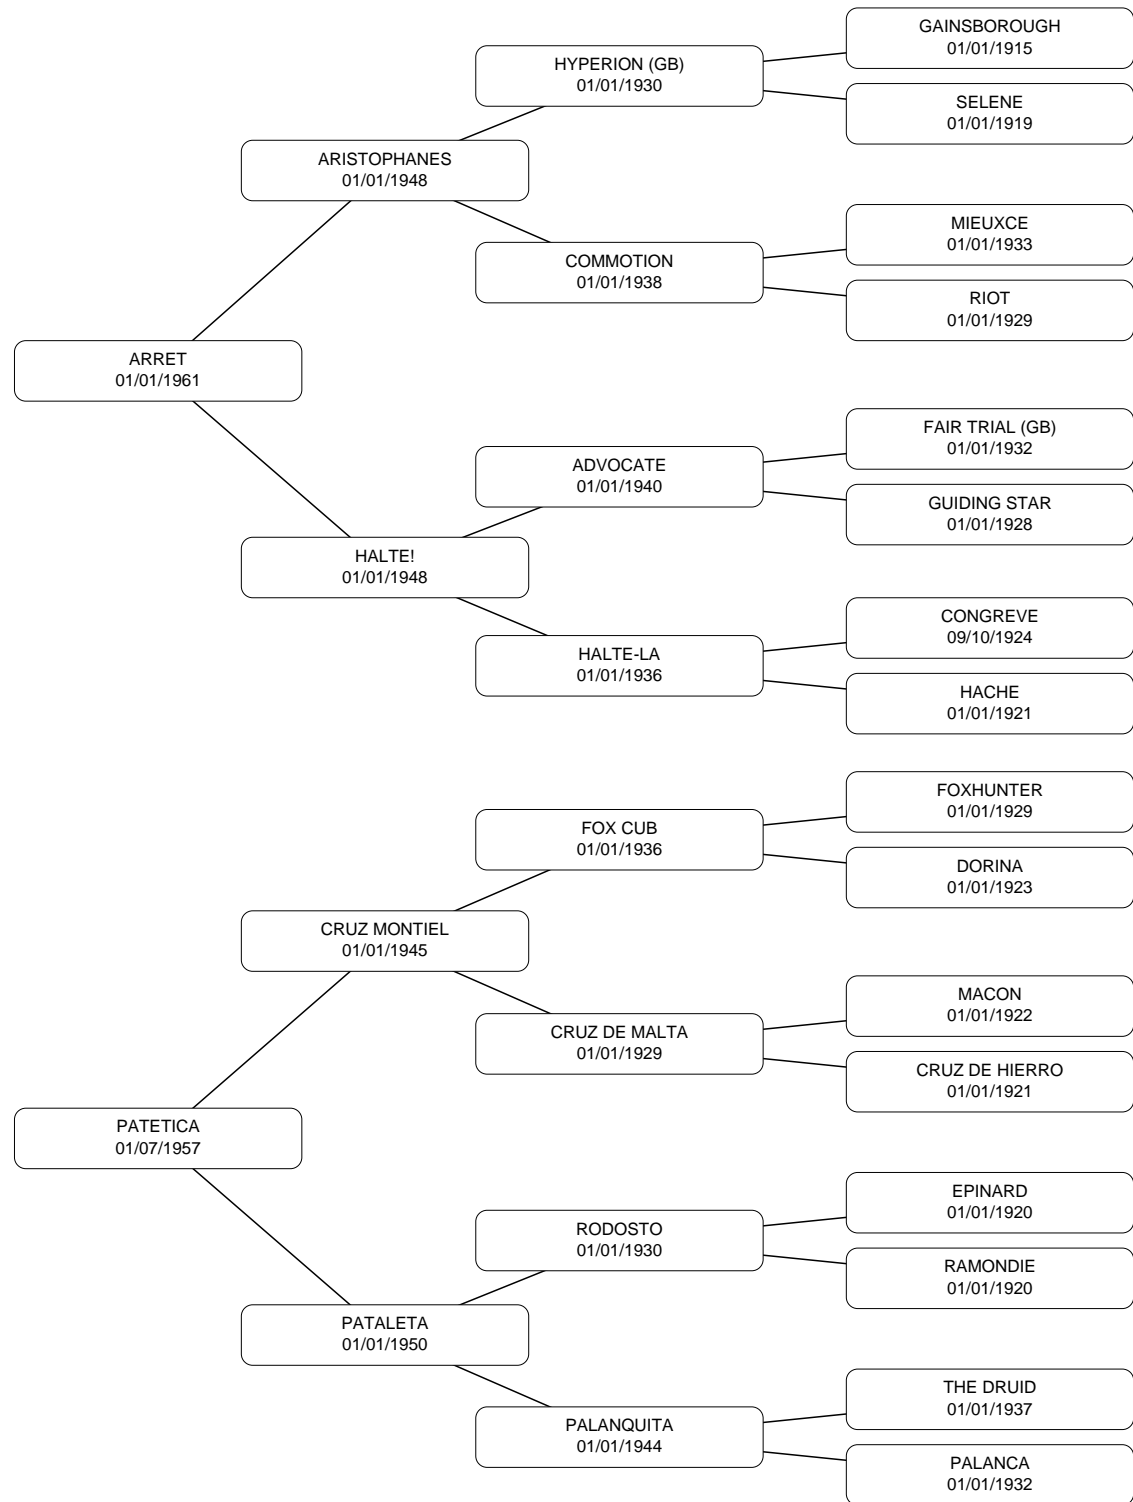 GAINSBOROUGH
01/01/1915
HYPERION (GB)
01/01/1930
SELENE
01/01/1919
ARISTOPHANES
01/01/1948
MIEUXCE
01/01/1933
COMMOTION
01/01/1938
RIOT
01/01/1929
ARRET
01/01/1961
FAIR TRIAL (GB)
01/01/1932
ADVOCATE
01/01/1940
GUIDING STAR
01/01/1928
HALTE!
01/01/1948
CONGREVE
09/10/1924
HALTE-LA
01/01/1936
HACHE
01/01/1921
FOXHUNTER
01/01/1929
FOX CUB
01/01/1936
DORINA
01/01/1923
CRUZ MONTIEL
01/01/1945
MACON
01/01/1922
CRUZ DE MALTA
01/01/1929
CRUZ DE HIERRO
01/01/1921
PATETICA
01/07/1957
EPINARD
01/01/1920
RODOSTO
01/01/1930
RAMONDIE
01/01/1920
PATALETA
01/01/1950
THE DRUID
01/01/1937
PALANQUITA
01/01/1944
PALANCA
01/01/1932